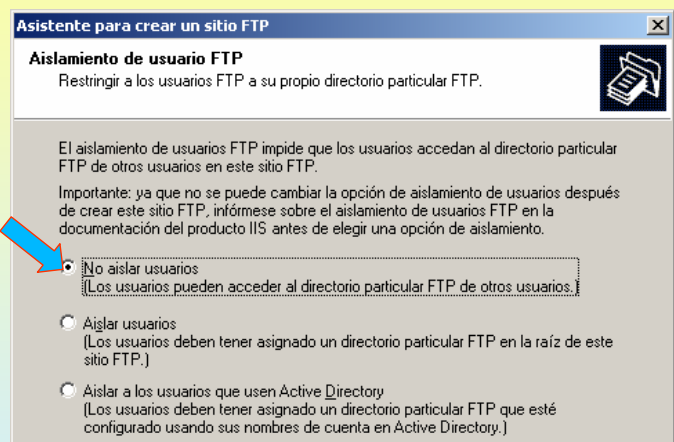 Asistente para crear un sitio FTP
Aislamiento de usuario FTP
Restringir a los usuarios FTP a su propio directorio particular FTP.
El aislamiento de usuarios FTP impide que los usuarios accedan al directorio particular
FTP de otros usuarios en este sitio FTP.
Importante: ya que no se puede cambiar la opción de aislamiento de usuarios después
de crear este sitio FTP, infórmese sobre el aislamiento de usuarios FTP en la
documentación del producto IIS antes de elegir una opción de aislamiento.
No aislar usuarios
(Los usuarios pueden acceder al directorio particular FTP de otros usuarios.)
Aislar usuarios
(Los usuarios deben tener asignado un directorio particular FTP en la raíz de este
sitio FTP.)
Aislar a los usuarios que usen Active Directory
(Los usuarios deben tener asignado un directorio particular FTP que esté
configurado usando sus nombres de cuenta en Active Directory.)